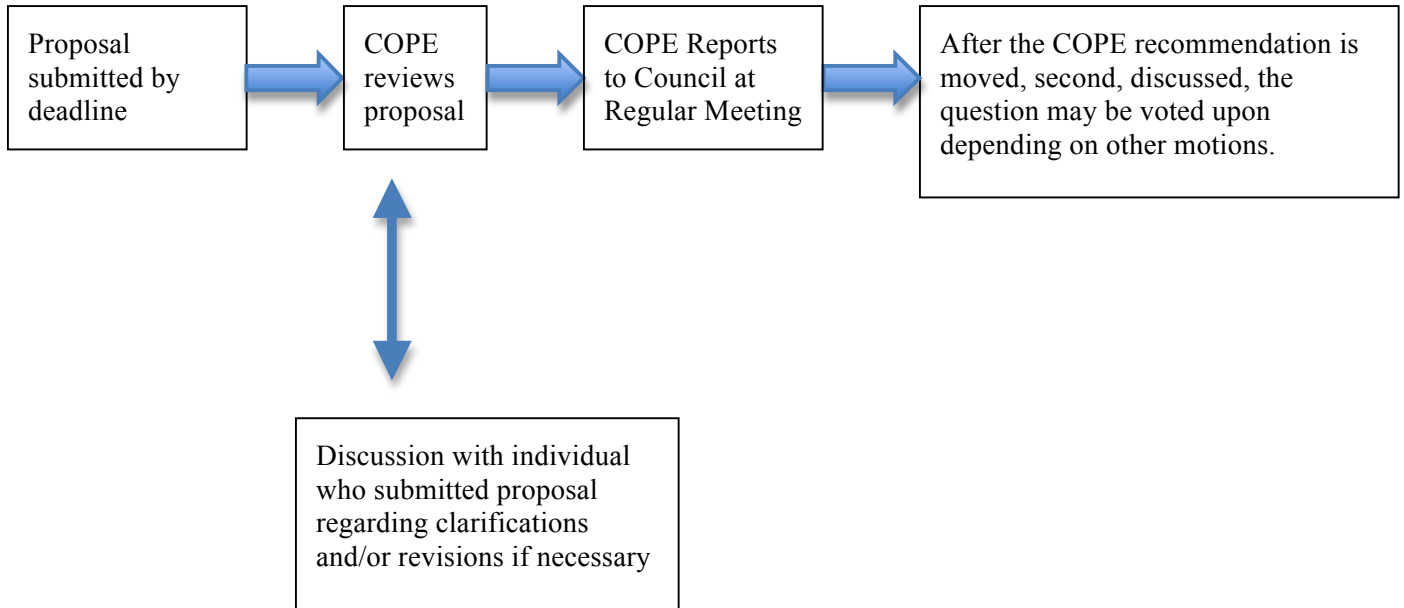 Proposal
submitted by
deadline
COPE
reviews
proposal
COPE Reports
to Council at
Regular Meeting
After the COPE recommendation is
moved, second, discussed, the
question may be voted upon
depending on other motions.
Discussion with individual
who submitted proposal
regarding clarifications
and/or revisions if necessary